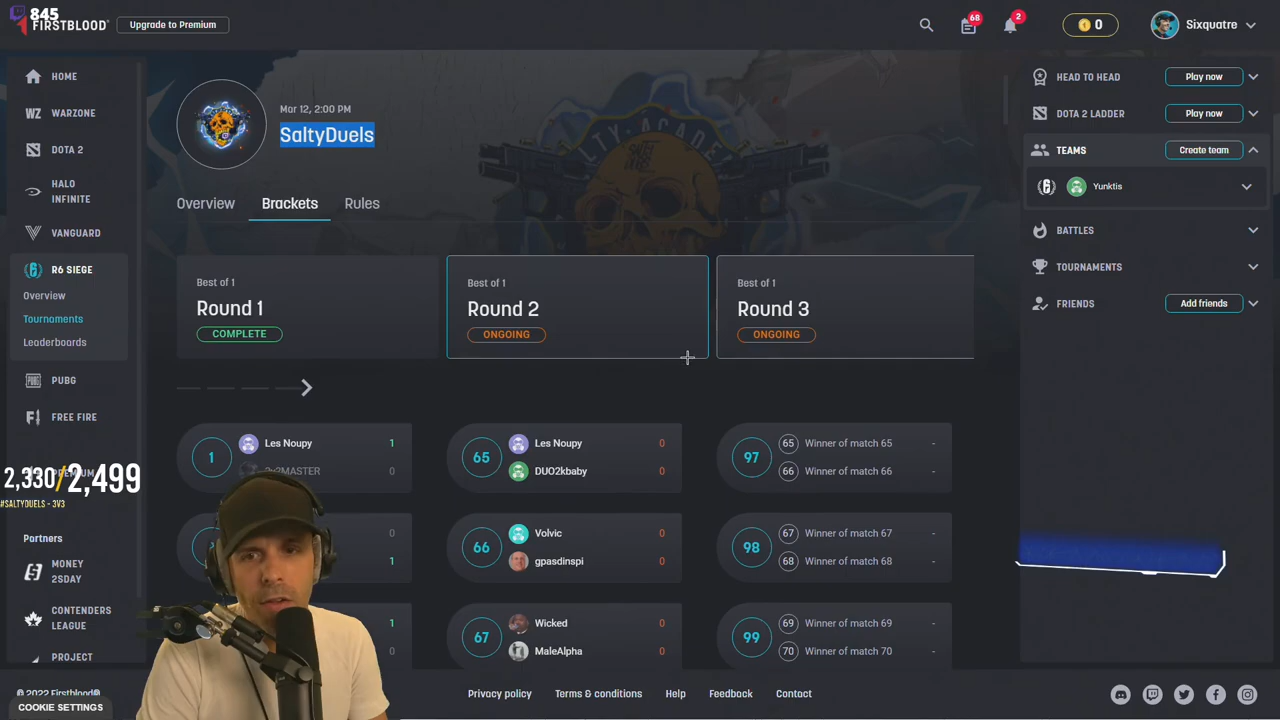 845
FIRSTBLOOD
Upgrade to Premium
68
2
0
Sixquatre
HOME
WZ WARZONE
DOTA 2
HALO
INFINITE
VANGUARD
R6 SIEGE
Overview
Tournaments
Leaderboards
PUBG
FREE FIRE
2,330/2,499
#SALTYDUELS - 3V3
Partners
MONEY
2SDAY
CONTENDERS
LEAGUE
PROJECT
© 2022 Firstblood®
COOKIE SETTINGS
Mar 12, 2:00 PM
SaltyDuels
SALTY ACADEMY
Overview
Brackets
Rules
Best of 1
Round 1
COMPLETE
Best of 1
Round 2
ONGOING
Best of 1
Round 3
ONGOING
1
Les Noupy
1
0
65
Les Noupy
0
DUO2kbaby
0
97
65 Winner of match 65 -
66 Winner of match 66 -
0
1
66
Volvic
0
gpasdinspi
0
98
67 Winner of match 67 -
68 Winner of match 68 -
1
0
67
Wicked
0
MaleAlpha
0
99
69 Winner of match 69 -
70 Winner of match 70 -
HEAD TO HEAD
Play now
DOTA 2 LADDER
Play now
TEAMS
Create team
Yunktis
BATTLES
TOURNAMENTS
FRIENDS
Add friends
Privacy policy
Terms & conditions
Help
Feedback
Contact